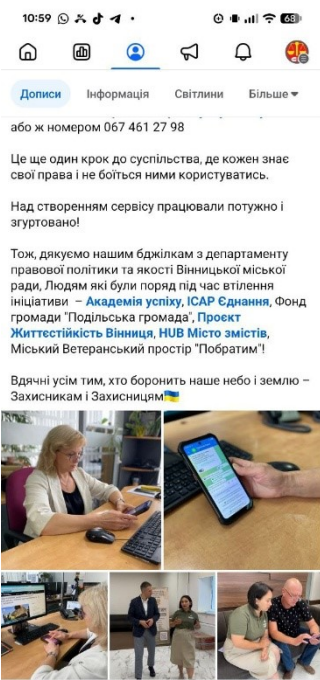 10:59
68
Дописи Інформація Світлини Більше
або ж номером 067 461 27 98
Це ще один крок до суспільства, де кожен знає
свої права і не боїться ними користуватись.
Над створенням сервісу працювали потужно і
згуртовано!
Тож, дякуємо нашим бджілкам з департаменту
правової політики та якості Вінницької міської
ради, Людям які були поряд під час втілення
ініціативи – Академія успіху, ІСАР Єднання, Фонд
громади "Подільська громада", Проєкт
Життєстійкість Вінниця, HUB Місто змістів,
Міський Ветеранський простір "Побратим"!
Вдячні усім тим, хто боронить наше небо і землю –
Захисникам і Захисницям